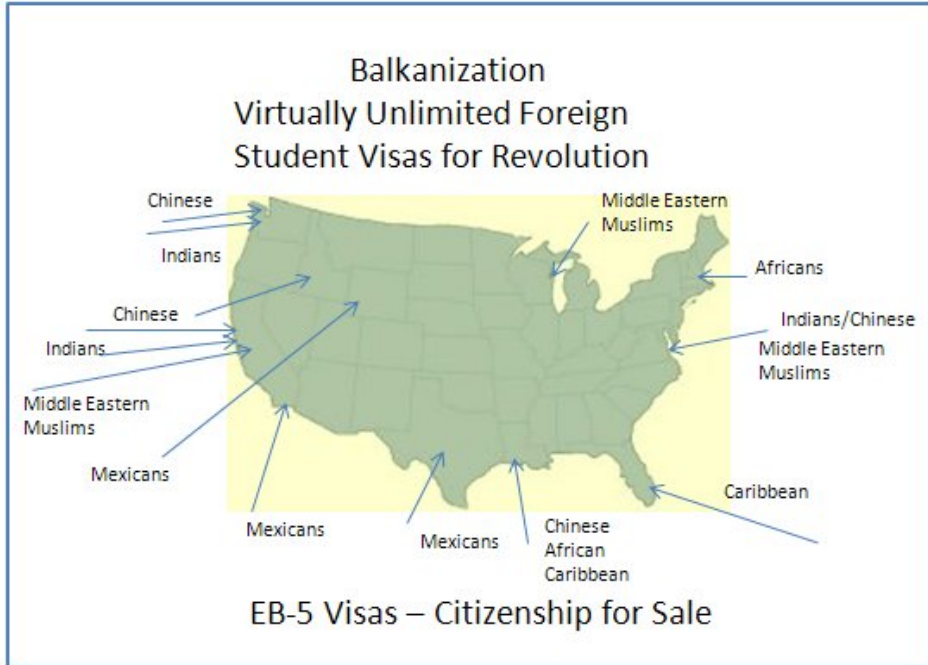 Balkanization
Virtually Unlimited Foreign
Student Visas for Revolution
Chinese
Indians
Chinese
Indians
Middle Eastern
Muslims
Mexicans
Mexicans
Mexicans
Chinese
African
Caribbean
Middle Eastern
Muslims
Africans
Indians/Chinese
Middle Eastern
Muslims
Caribbean
EB-5 Visas – Citizenship for Sale